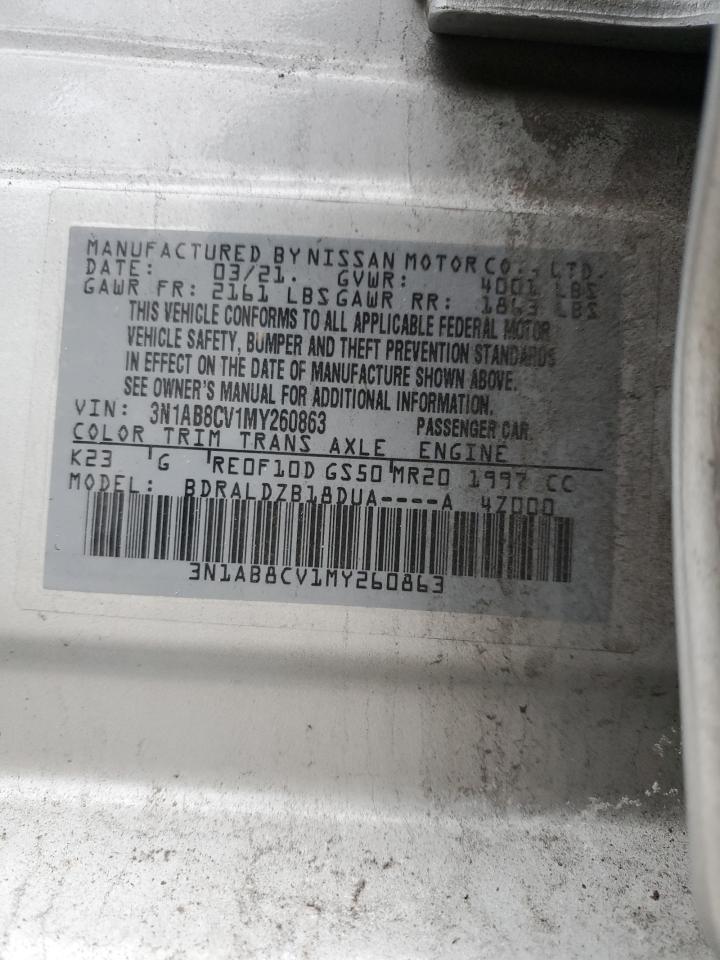 MANUFACTURED BY NISSAN MOTOR CO., LTD.
DATE: 03/21. GVWR: 4001 LBS
GAWR FR: 2161 LBS GAWR RR: 1863 LBS
THIS VEHICLE CONFORMS TO ALL APPLICABLE FEDERAL MOTOR
VEHICLE SAFETY, BUMPER AND THEFT PREVENTION STANDARDS
IN EFFECT ON THE DATE OF MANUFACTURE SHOWN ABOVE.
SEE OWNER'S MANUAL FOR ADDITIONAL INFORMATION.
VIN: 3N1AB8CV1MY260863 PASSENGER CAR
COLOR TRIM TRANS AXLE ENGINE
K23 G RE0F10D GS50 MR20 1997 CC
MODEL: BDRALDZB18DUA----A 4Z000
3N1AB8CV1MY260863